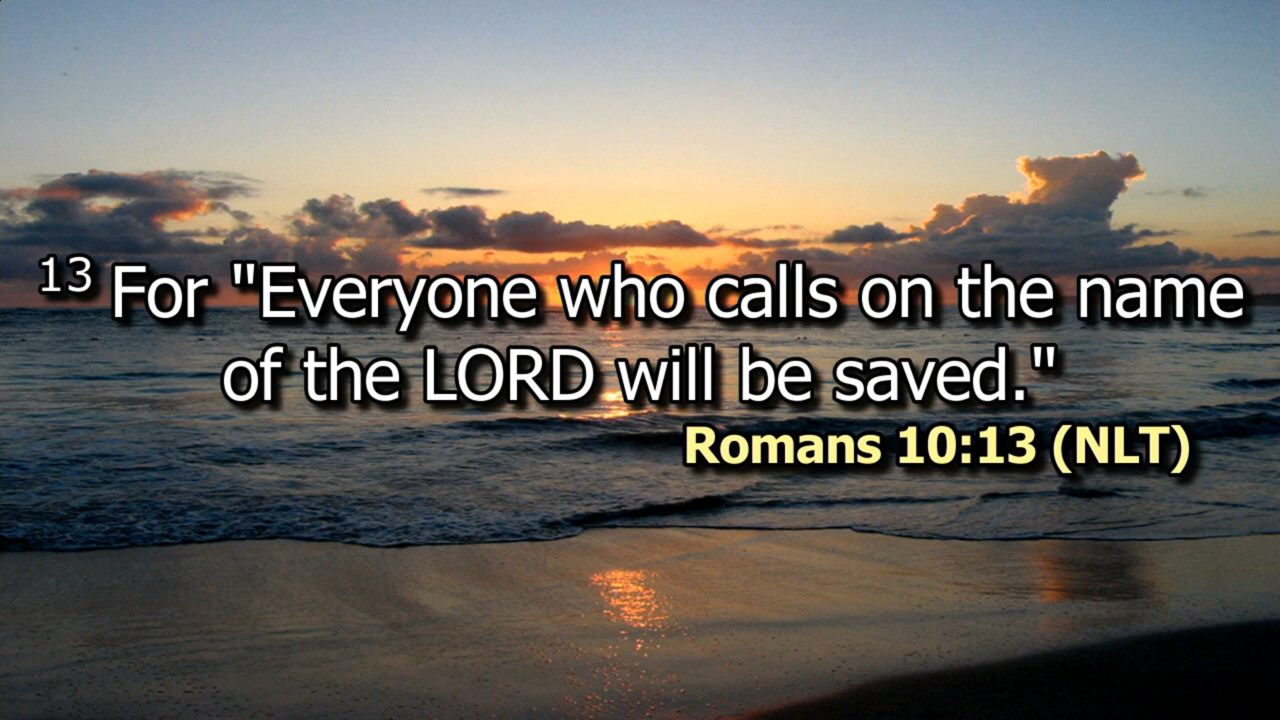 13 For "Everyone who calls on the name
of the LORD will be saved."
Romans 10:13 (NLT)